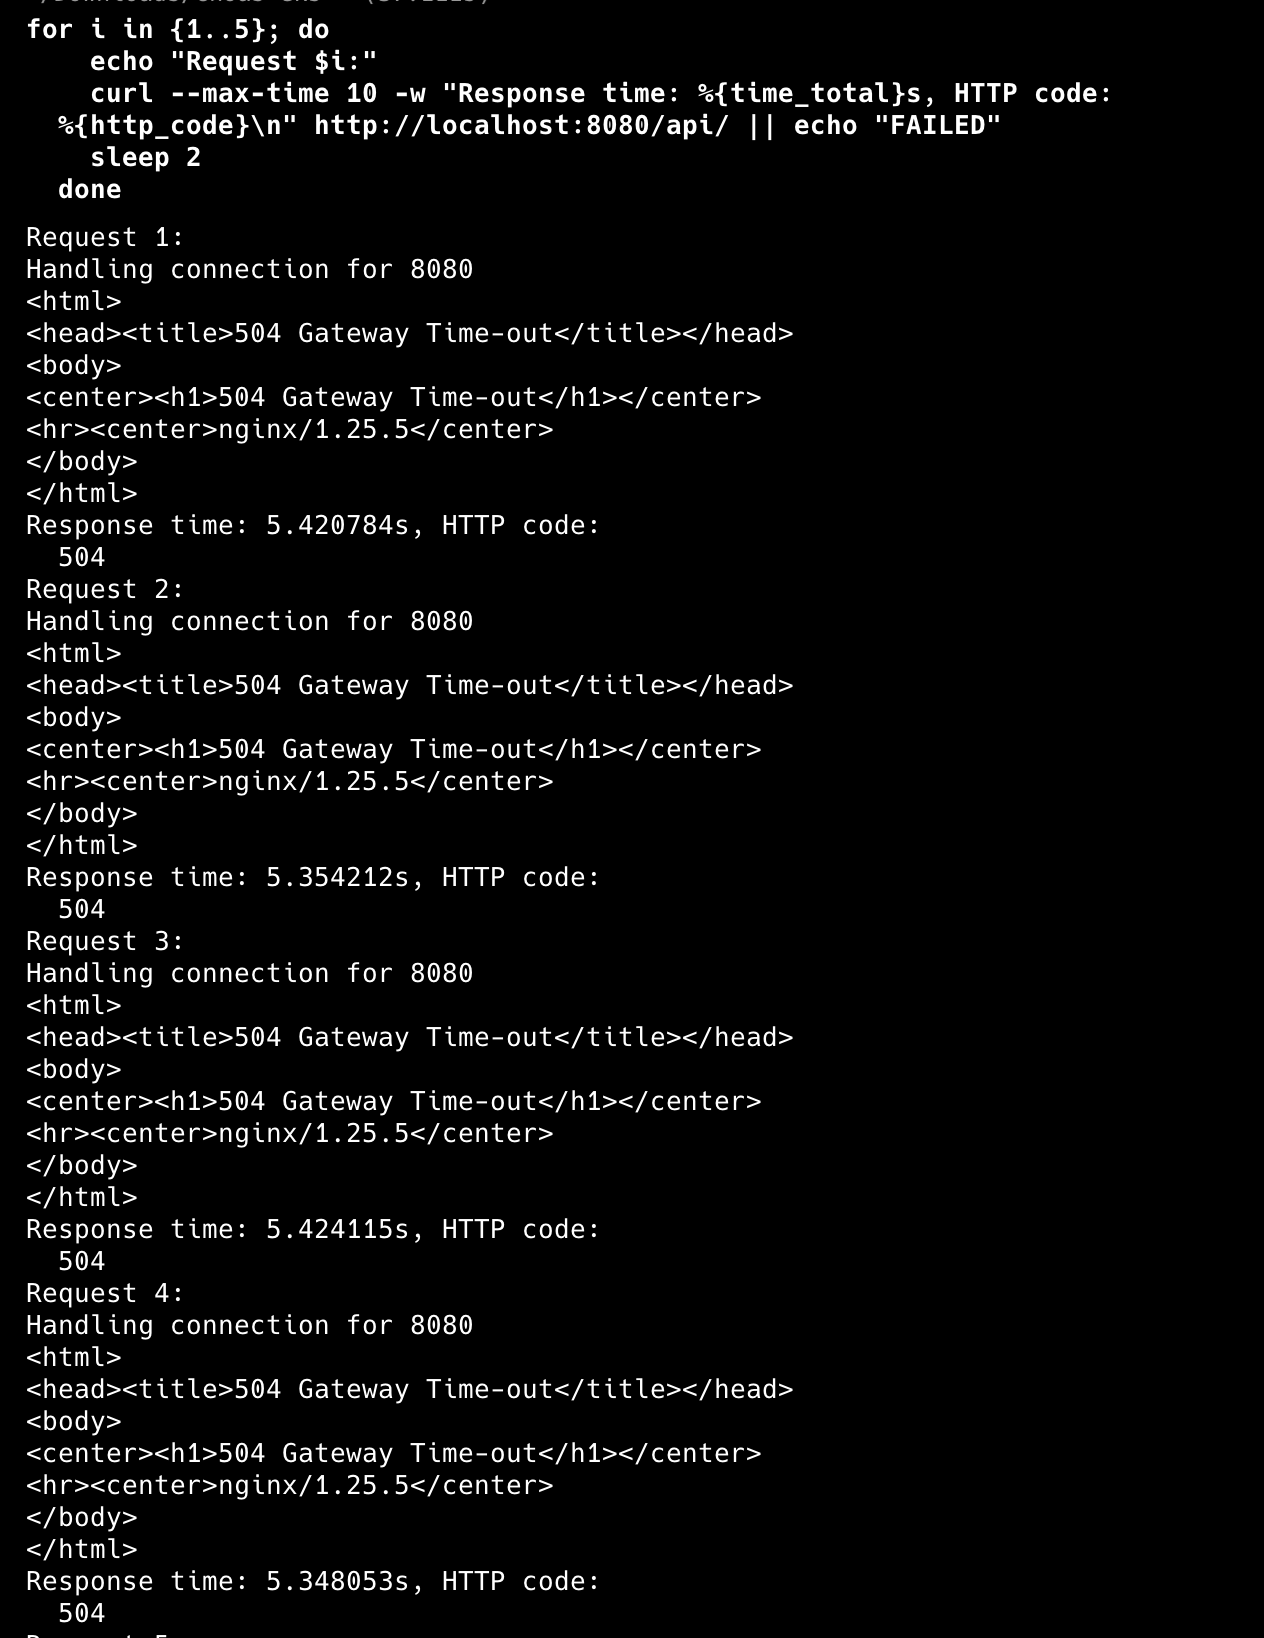 for i in {1..5}; do
    echo "Request $i:"
    curl --max-time 10 -w "Response time: %{time_total}s, HTTP code:
  %{http_code}\n" http://localhost:8080/api/ || echo "FAILED"
    sleep 2
  done
Request 1:
Handling connection for 8080
<html>
<head><title>504 Gateway Time-out</title></head>
<body>
<center><h1>504 Gateway Time-out</h1></center>
<hr><center>nginx/1.25.5</center>
</body>
</html>
Response time: 5.420784s, HTTP code:
  504
Request 2:
Handling connection for 8080
<html>
<head><title>504 Gateway Time-out</title></head>
<body>
<center><h1>504 Gateway Time-out</h1></center>
<hr><center>nginx/1.25.5</center>
</body>
</html>
Response time: 5.354212s, HTTP code:
  504
Request 3:
Handling connection for 8080
<html>
<head><title>504 Gateway Time-out</title></head>
<body>
<center><h1>504 Gateway Time-out</h1></center>
<hr><center>nginx/1.25.5</center>
</body>
</html>
Response time: 5.424115s, HTTP code:
  504
Request 4:
Handling connection for 8080
<html>
<head><title>504 Gateway Time-out</title></head>
<body>
<center><h1>504 Gateway Time-out</h1></center>
<hr><center>nginx/1.25.5</center>
</body>
</html>
Response time: 5.348053s, HTTP code:
  504